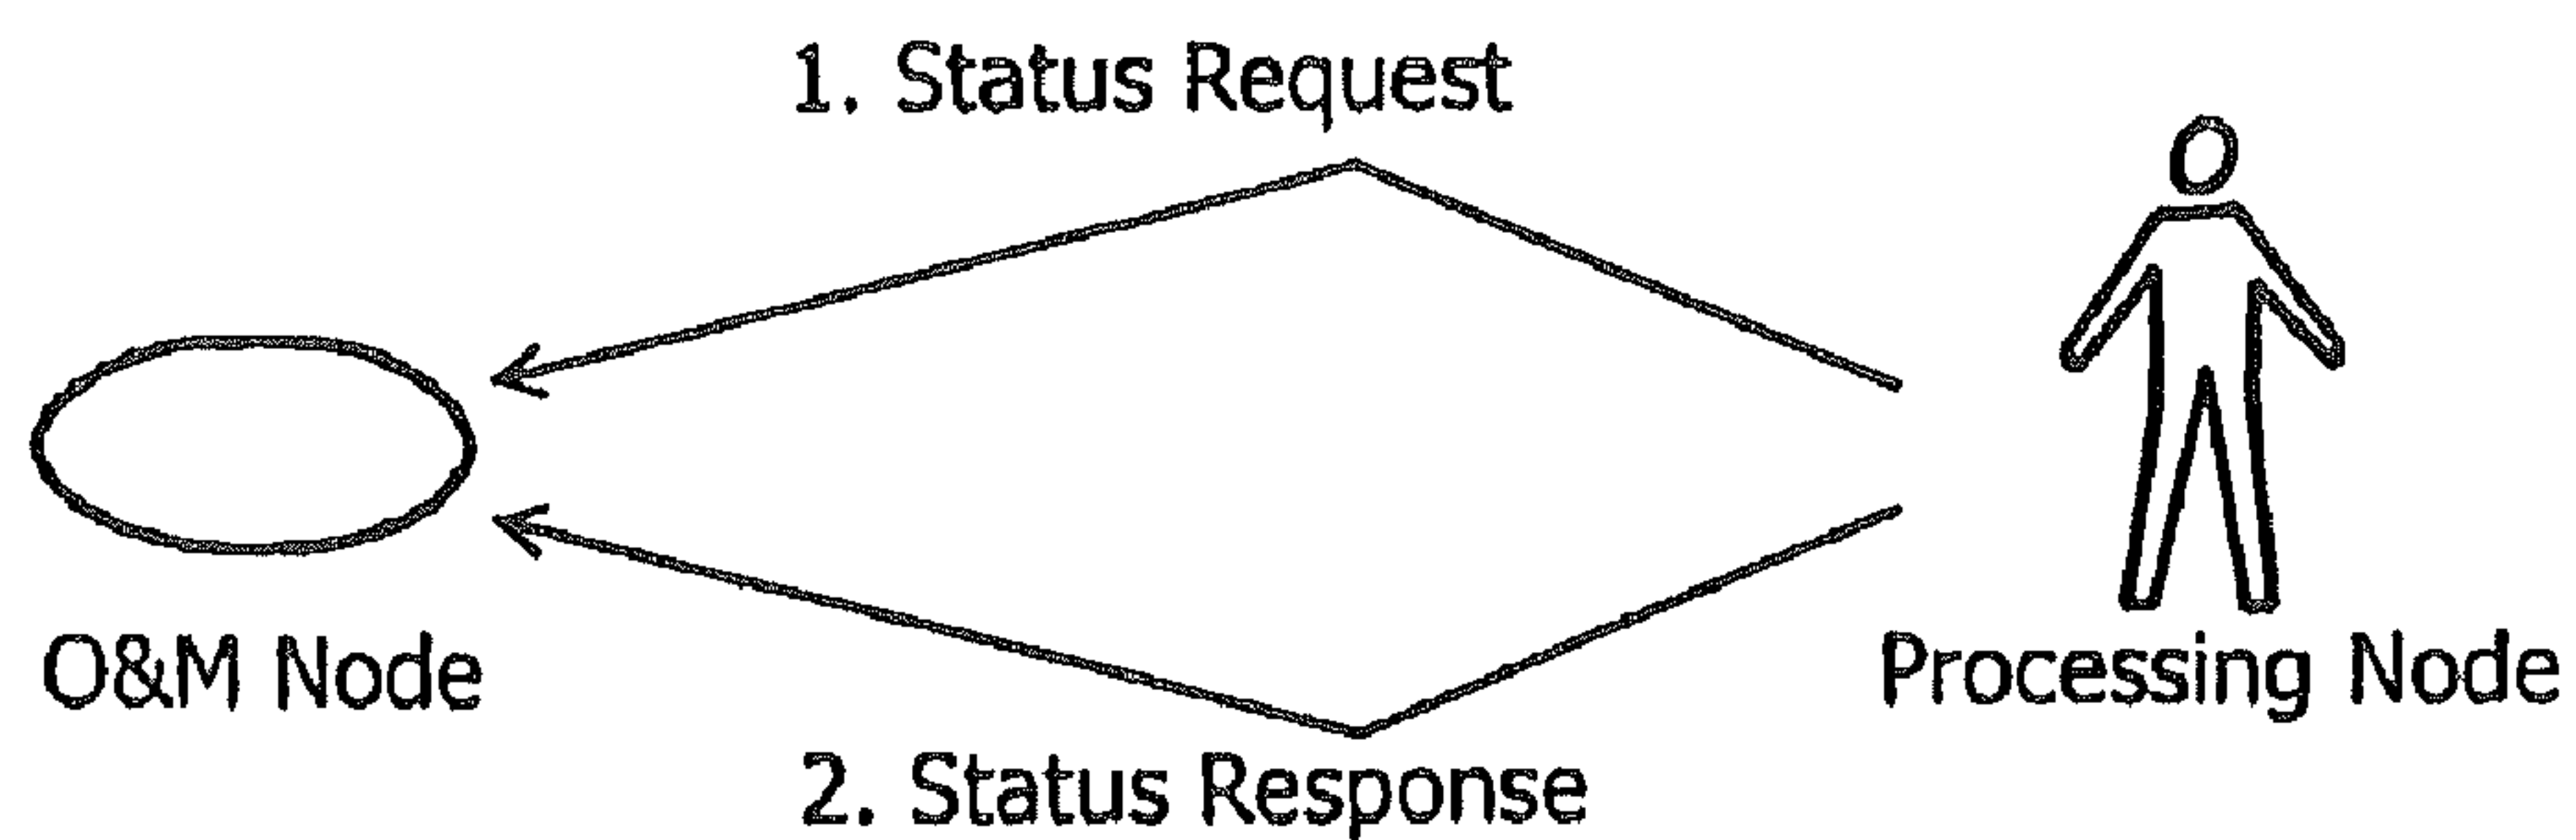 1. Status Request
O&M Node
Processing Node
2. Status Response